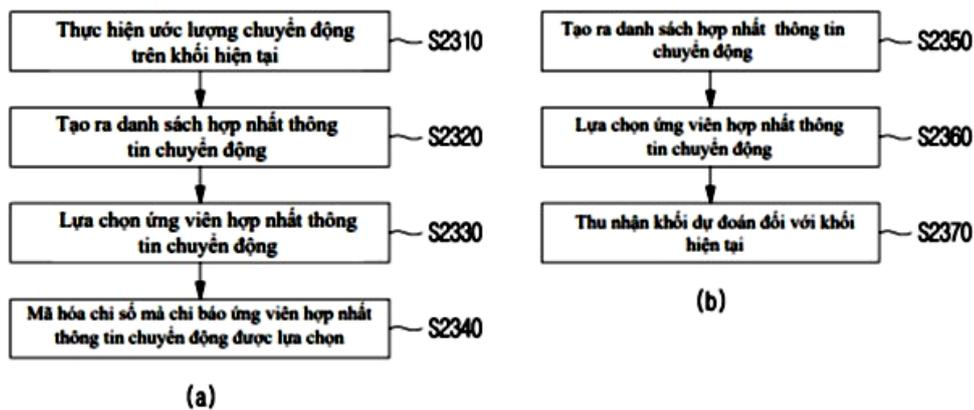 Thực hiện ước lượng chuyển động
trên khối hiện tại
S2310
Tạo ra danh sách hợp nhất thông
tin chuyển động
S2320
Lựa chọn ứng viên hợp nhất thông
tin chuyển động
S2330
Mã hóa chỉ số mà chỉ báo ứng viên hợp nhất
thông tin chuyển động được lựa chọn
S2340
(a)
Tạo ra danh sách hợp nhất thông tin
chuyển động
S2350
Lựa chọn ứng viên hợp nhất thông
tin chuyển động
S2360
Thu nhận khối dự đoán đối với khối
hiện tại
S2370
(b)